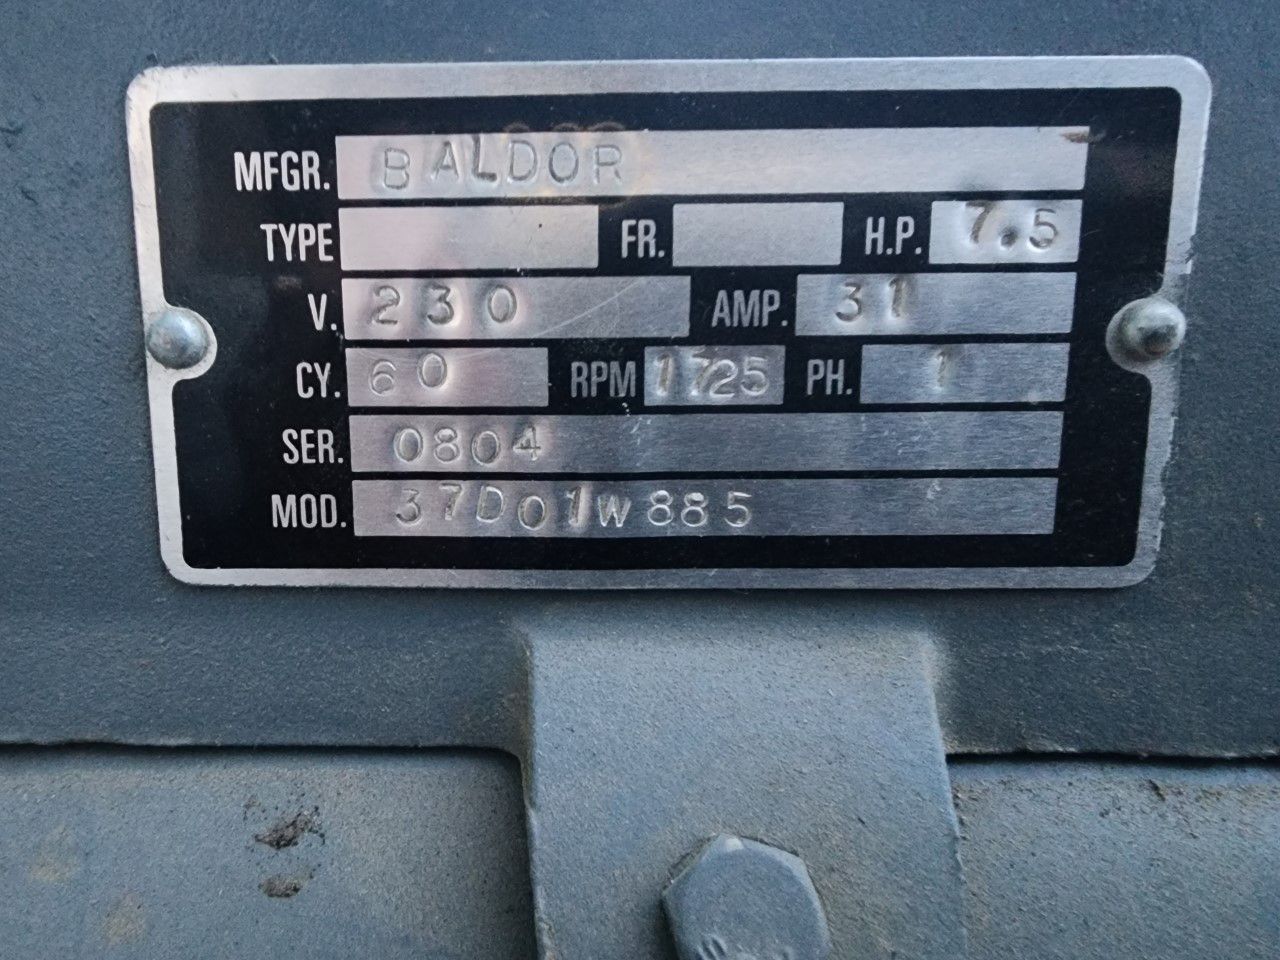 MFGR. BALDOR
TYPE FR. H.P. 7.5
V. 230 AMP. 31
CY. 60 RPM 1725 PH. 1
SER. 0804
MOD. 37D01W885